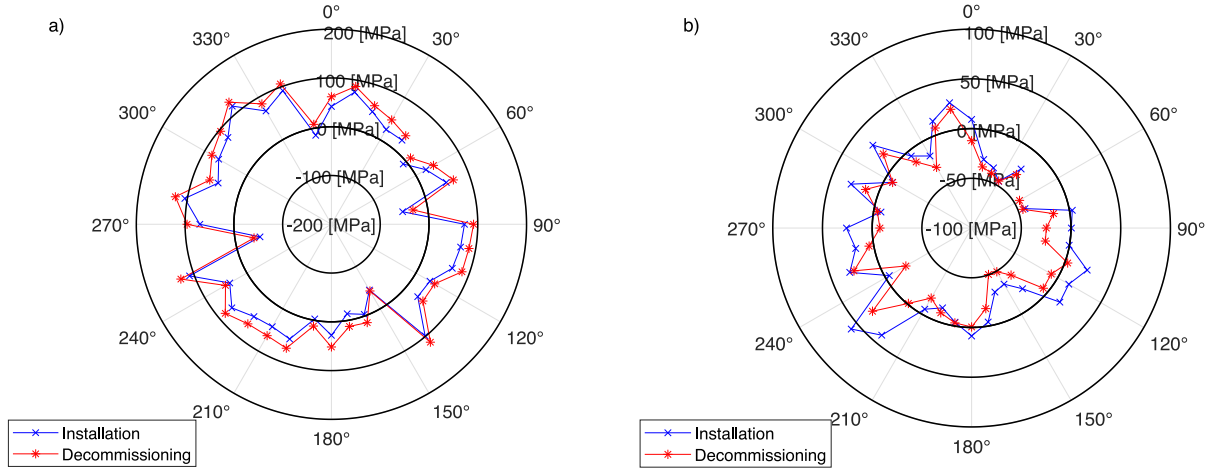 a)
0°
30°
60°
90°
120°
150°
180°
210°
240°
270°
300°
330°
200 [MPa]
100 [MPa]
0 [MPa]
-100 [MPa]
-200 [MPa]
Installation
Decommissioning
b)
0°
30°
60°
90°
120°
150°
180°
210°
240°
270°
300°
330°
100 [MPa]
50 [MPa]
0 [MPa]
-50 [MPa]
-100 [MPa]
Installation
Decommissioning